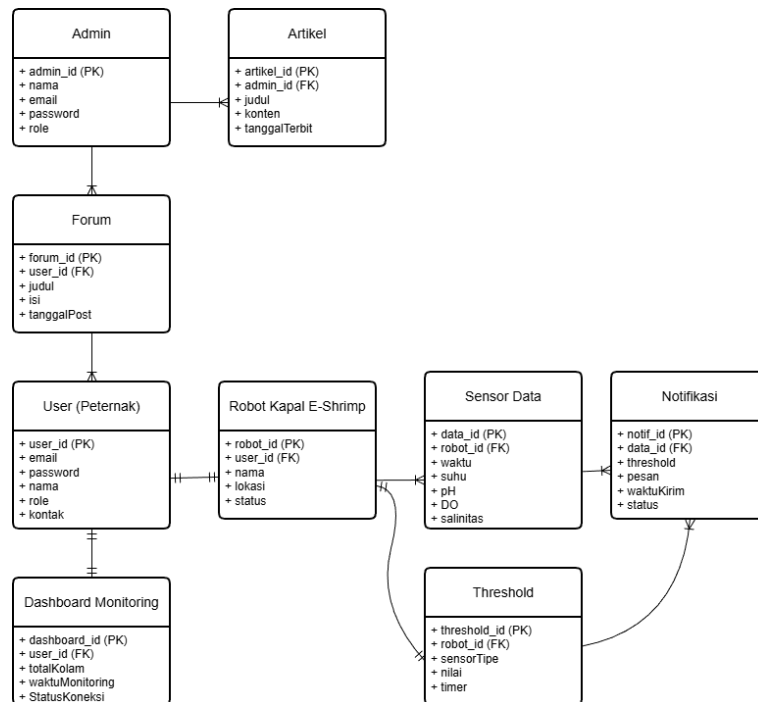 Admin
+ admin_id (PK)
+ nama
+ email
+ password
+ role
Artikel
+ artikel_id (PK)
+ admin_id (FK)
+ judul
+ konten
+ tanggalTerbit
Forum
+ forum_id (PK)
+ user_id (FK)
+ judul
+ isi
+ tanggalPost
User (Peternak)
+ user_id (PK)
+ email
+ password
+ nama
+ role
+ kontak
Robot Kapal E-Shrimp
+ robot_id (PK)
+ user_id (FK)
+ nama
+ lokasi
+ status
Sensor Data
+ data_id (PK)
+ robot_id (FK)
+ waktu
+ suhu
+ pH
+ DO
+ salinitas
Notifikasi
+ notif_id (PK)
+ data_id (FK)
+ threshold
+ pesan
+ waktuKirim
+ status
Dashboard Monitoring
+ dashboard_id (PK)
+ user_id (FK)
+ totalKolam
+ waktuMonitoring
+ StatusKoneksi
Threshold
+ threshold_id (PK)
+ robot_id (FK)
+ sensorTipe
+ nilai
+ timer